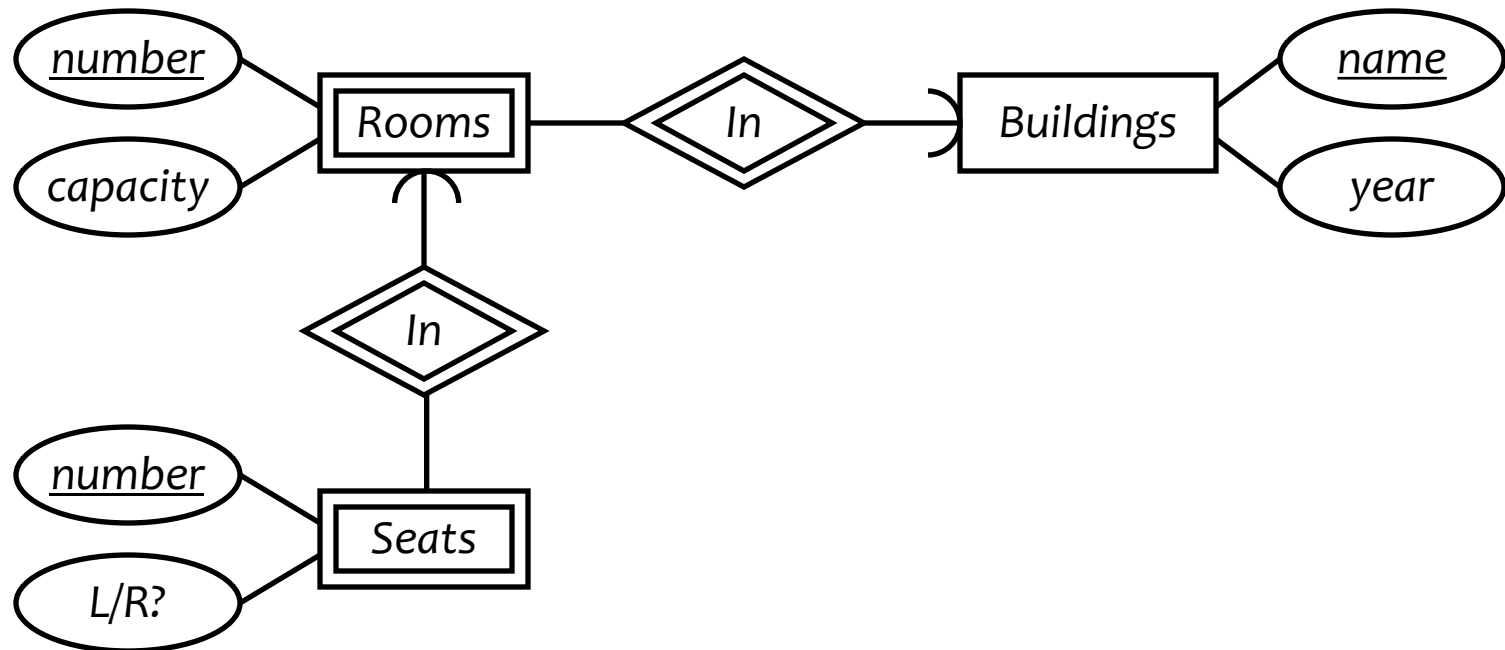 number
name
Rooms
In
Buildings
capacity
year
In
number
Seats
L/R?